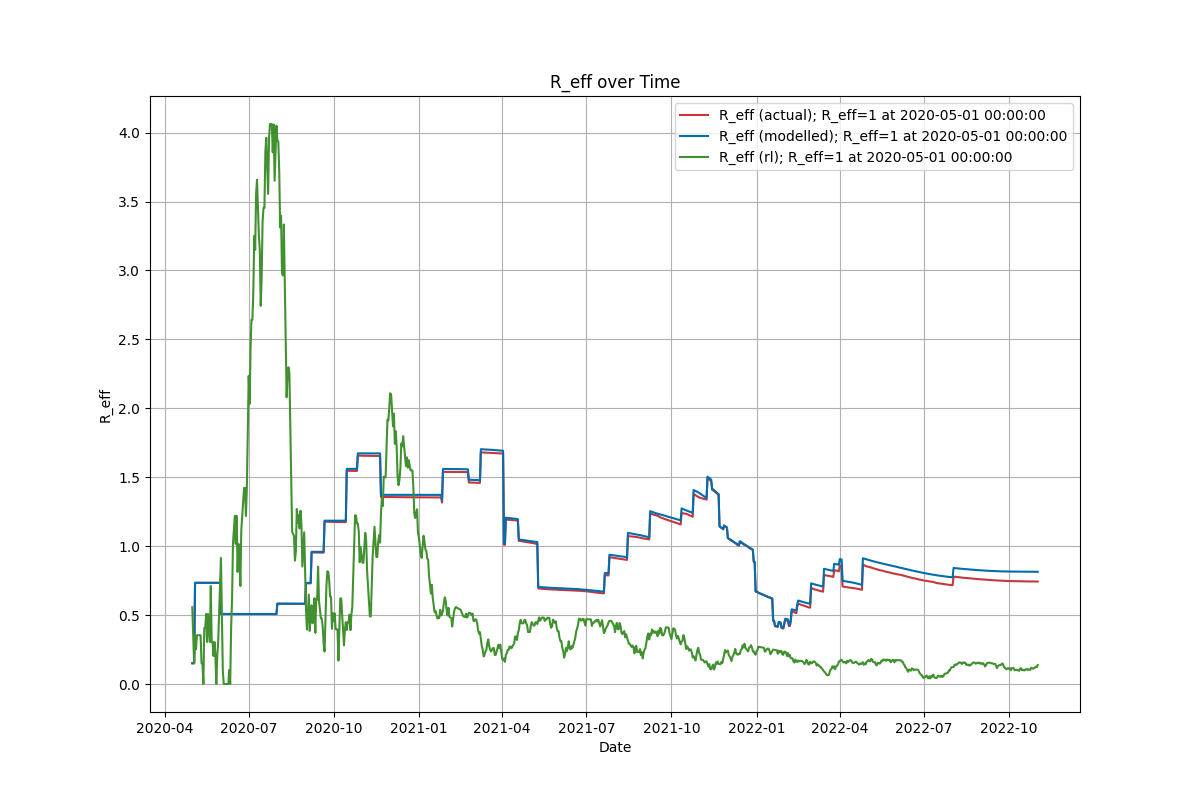 R_eff over Time
R_eff (actual); R_eff=1 at 2020-05-01 00:00:00
R_eff (modelled); R_eff=1 at 2020-05-01 00:00:00
R_eff (rl); R_eff=1 at 2020-05-01 00:00:00
R_eff
4.0
3.5
3.0
2.5
2.0
1.5
1.0
0.5
0.0
2020-04 2020-07 2020-10 2021-01 2021-04 2021-07 2021-10 2022-01 2022-04 2022-07 2022-10
Date